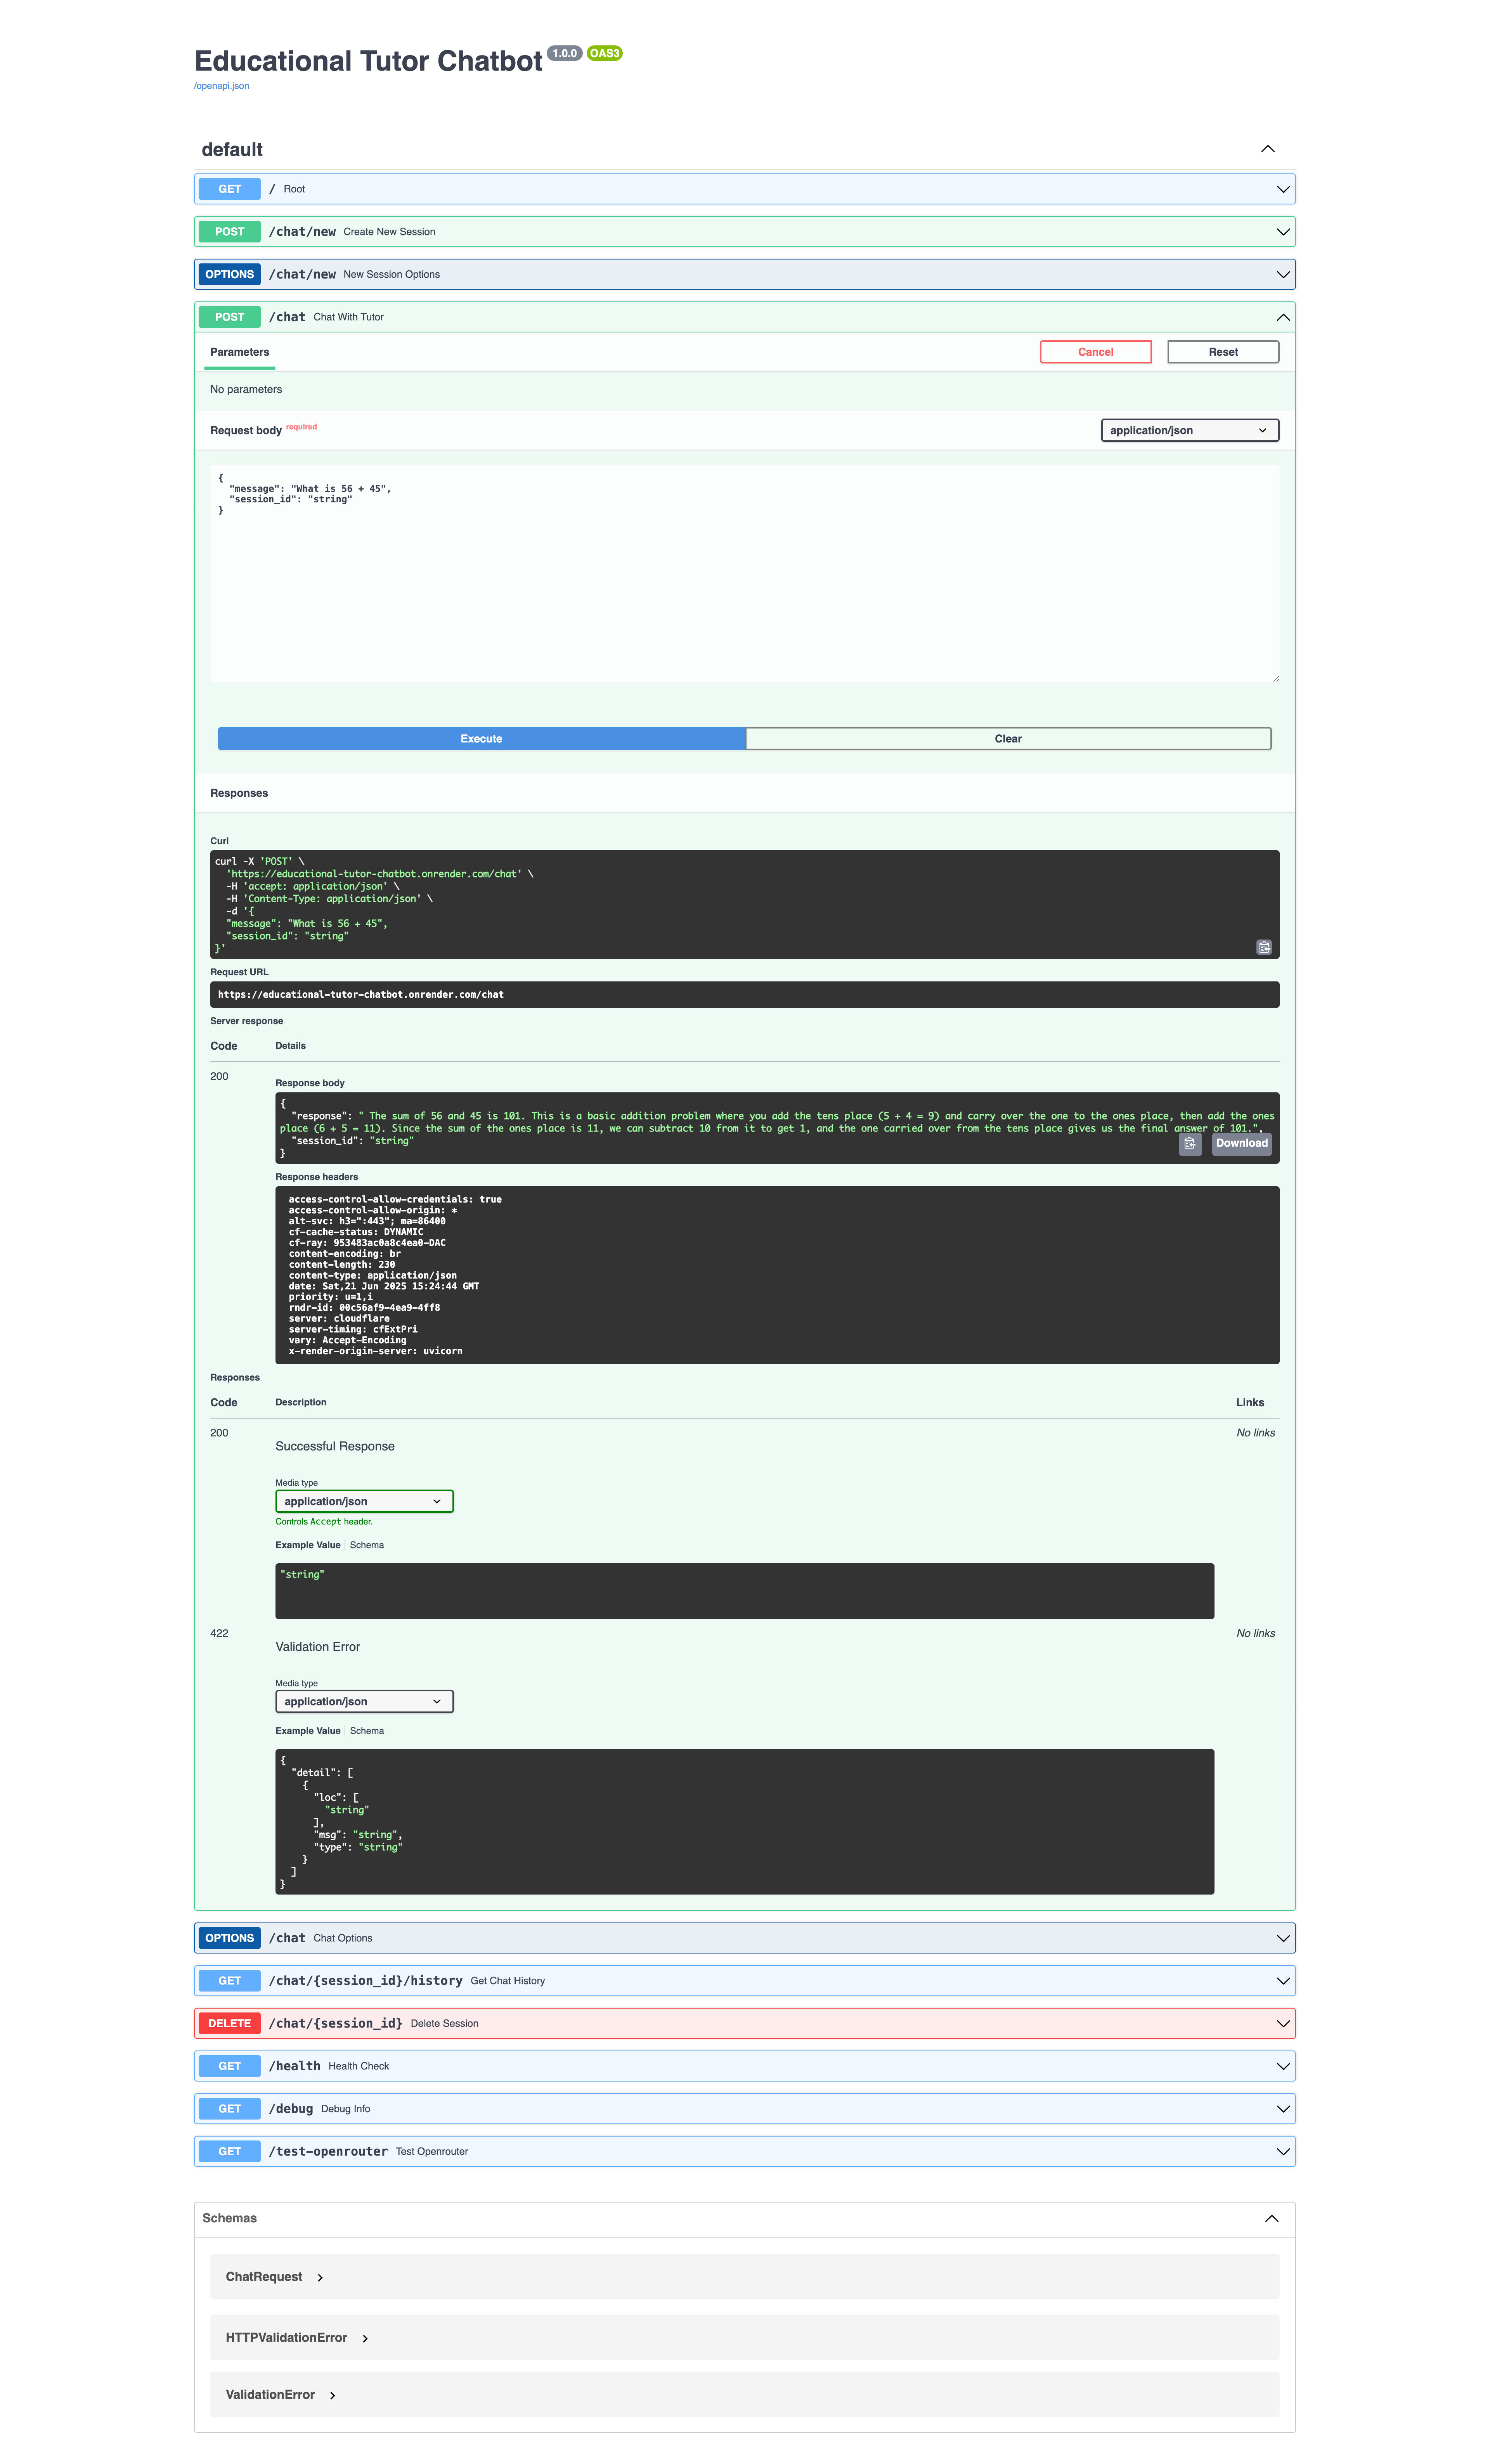 Educational Tutor Chatbot 1.0.0 OAS3
/openapi.json
default
GET / Root
POST /chat/new Create New Session
OPTIONS /chat/new New Session Options
POST /chat Chat With Tutor
Parameters Cancel Reset
No parameters
Request body required application/json
{
  "message": "What is 56 + 45",
  "session_id": "string"
}
Execute Clear
Responses
Curl
curl -X 'POST' \
  'https://educational-tutor-chatbot.onrender.com/chat' \
  -H 'accept: application/json' \
  -H 'Content-Type: application/json' \
  -d '{
  "message": "What is 56 + 45",
  "session_id": "string"
}'
Request URL
https://educational-tutor-chatbot.onrender.com/chat
Server response
Code Details
200
Response body
{
  "response": " The sum of 56 and 45 is 101. This is a basic addition problem where you add the tens place (5 + 4 = 9) and carry over the one to the ones place, then add the ones
place (6 + 5 = 11). Since the sum of the ones place is 11, we can subtract 10 from it to get 1, and the one carried over from the tens place gives us the final answer of 101.",
  "session_id": "string"
}
Download
Response headers
access-control-allow-credentials: true
access-control-allow-origin: *
alt-svc: h3=":443"; ma=86400
cf-cache-status: DYNAMIC
cf-ray: 953483ac0a8c4ea0-DAC
content-encoding: br
content-length: 230
content-type: application/json
date: Sat,21 Jun 2025 15:24:44 GMT
priority: u=1,i
rndr-id: 00c56af9-4ea9-4ff8
server: cloudflare
server-timing: cfExtPri
vary: Accept-Encoding
x-render-origin-server: uvicorn
Responses
Code Description Links
200 No links
Successful Response
Media type
application/json
Controls Accept header.
Example Value Schema
"string"
422 No links
Validation Error
Media type
application/json
Example Value Schema
{
  "detail": [
    {
      "loc": [
        "string"
      ],
      "msg": "string",
      "type": "string"
    }
  ]
}
OPTIONS /chat Chat Options
GET /chat/{session_id}/history Get Chat History
DELETE /chat/{session_id} Delete Session
GET /health Health Check
GET /debug Debug Info
GET /test-openrouter Test Openrouter
Schemas
ChatRequest
HTTPValidationError
ValidationError